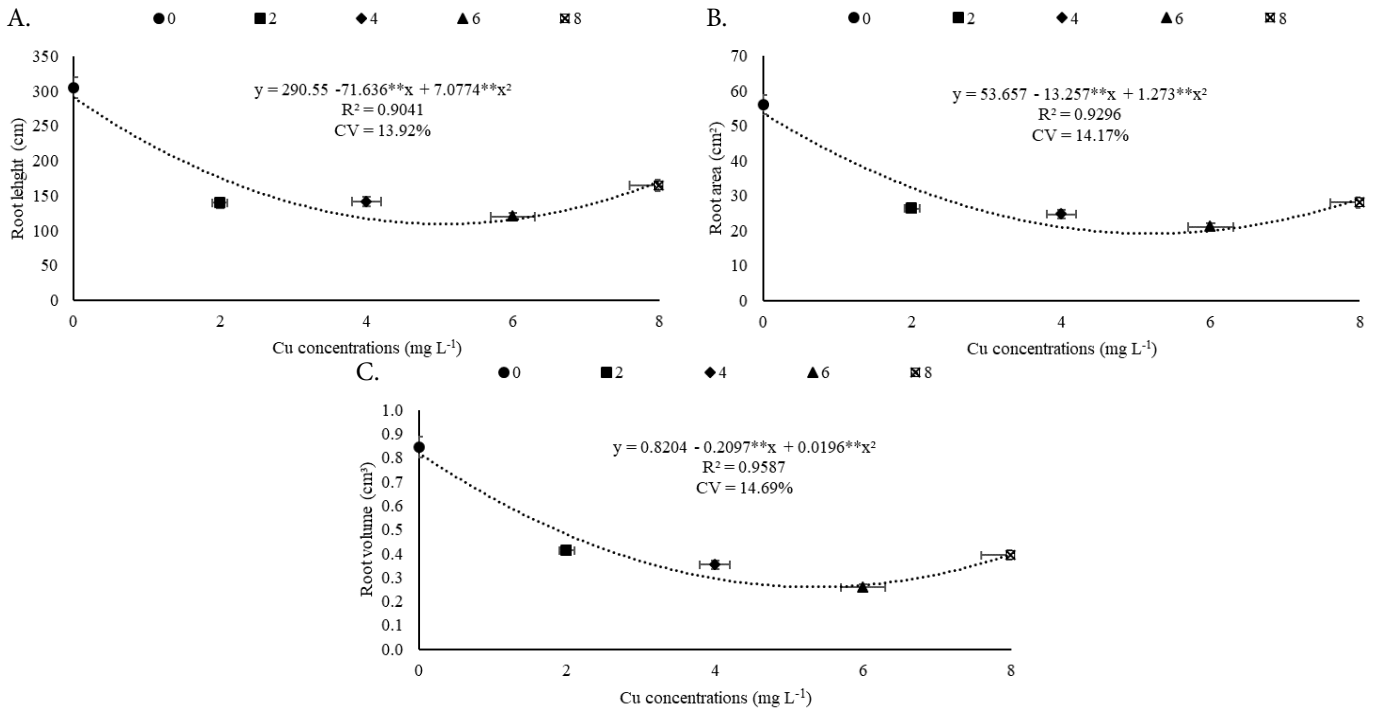 A.
0 2 4 6 8
350
300
250
200
150
100
50
0
Root lehght (cm)
y = 290.55 -71.636**x + 7.0774**x²
R² = 0.9041
CV = 13.92%
0 2 4 6 8
Cu concentrations (mg L⁻¹)
B.
0 2 4 6 8
70
60
50
40
30
20
10
0
Root area (cm²)
y = 53.657 - 13.257**x + 1.273**x²
R² = 0.9296
CV = 14.17%
0 2 4 6 8
Cu concentrations (mg L⁻¹)
C.
0 2 4 6 8
1.0
0.9
0.8
0.7
0.6
0.5
0.4
0.3
0.2
0.1
0.0
Root volume (cm³)
y = 0.8204 - 0.2097**x + 0.0196**x²
R² = 0.9587
CV = 14.69%
0 2 4 6 8
Cu concentrations (mg L⁻¹)